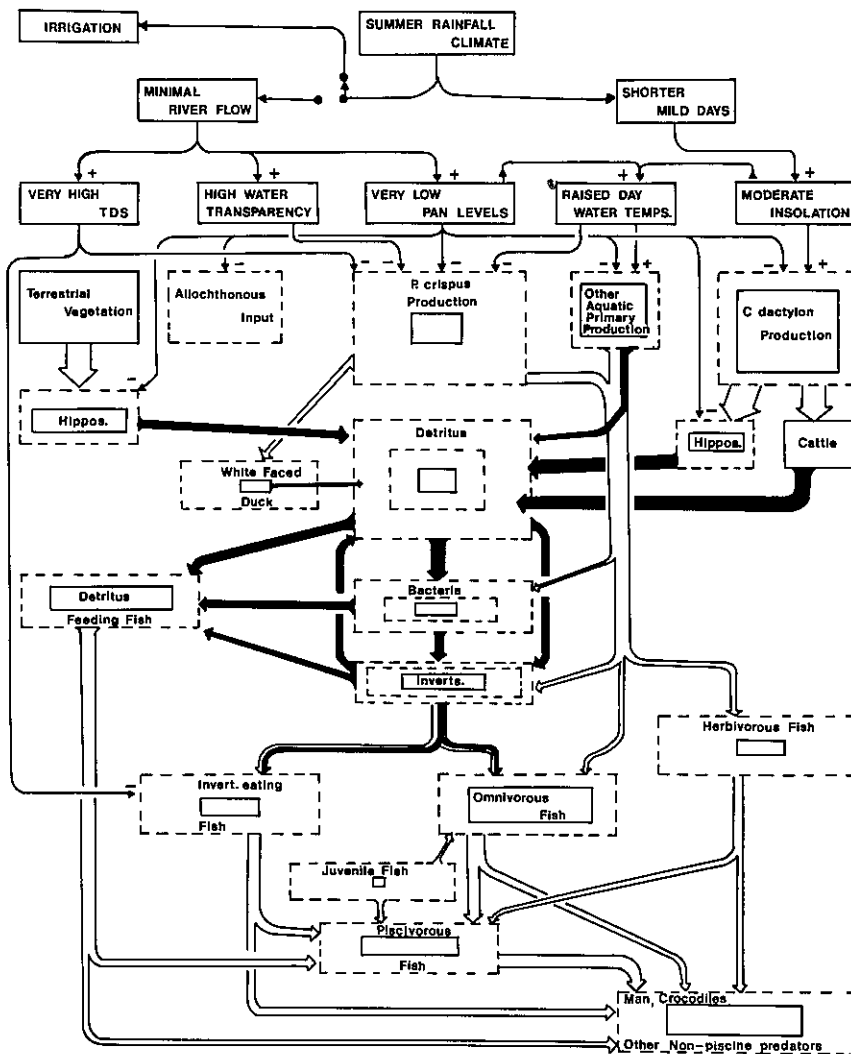 IRRIGATION
SUMMER RAINFALL
CLIMATE
MINIMAL
RIVER FLOW
SHORTER
MILD DAYS
+
+
+
+
+
VERY HIGH
TDS
HIGH WATER
TRANSPARENCY
VERY LOW
PAN LEVELS
RAISED DAY
WATER TEMPS.
MODERATE
INSOLATION
Terrestrial
Vegetation
Allochthonous
Input
P. crispus
Production
Other
Aquatic
Primary
Production
C dactylon
Production
Hippos.
Detritus
Hippos.
Cattle
White Faced
Duck
Detritus
Feeding Fish
Bacteria
Inverts.
Herbivorous Fish
Invert. eating
Fish
Omnivorous
Fish
Juvenile Fish
Piscivorous
Fish
Man, Crocodiles
Other Non-piscine predators